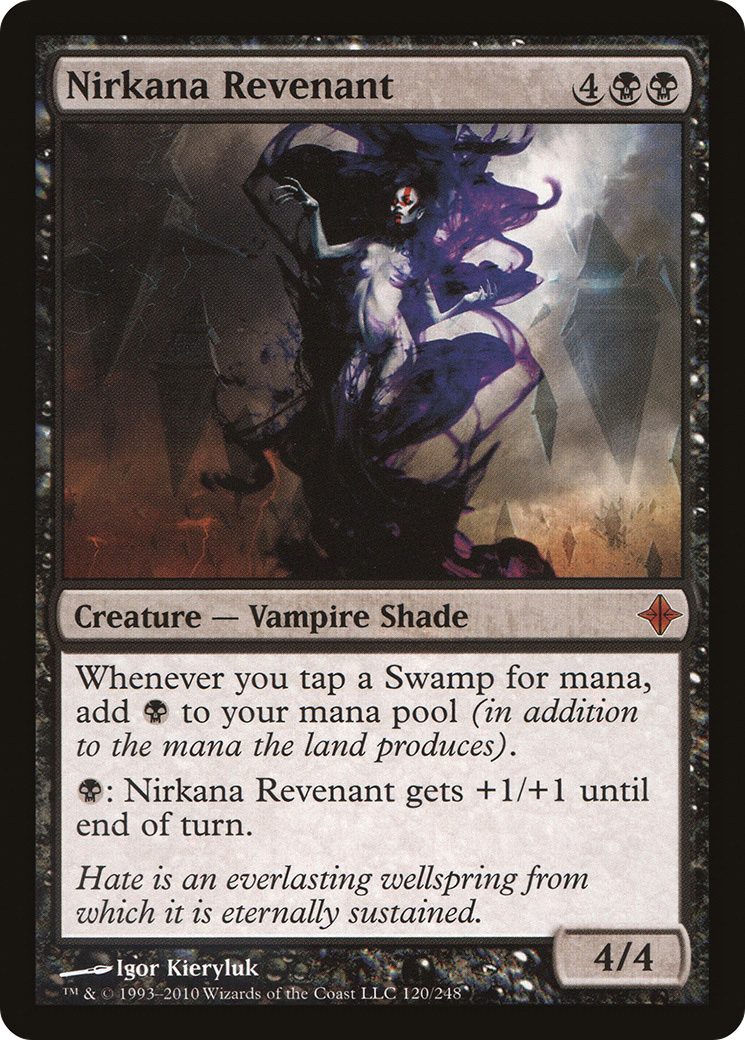 Nirkana Revenant 4
Creature — Vampire Shade
Whenever you tap a Swamp for mana,
add to your mana pool (in addition
to the mana the land produces).
: Nirkana Revenant gets +1/+1 until
end of turn.
Hate is an everlasting wellspring from
which it is eternally sustained.
4/4
Igor Kieryluk
™ & © 1993–2010 Wizards of the Coast LLC 120/248